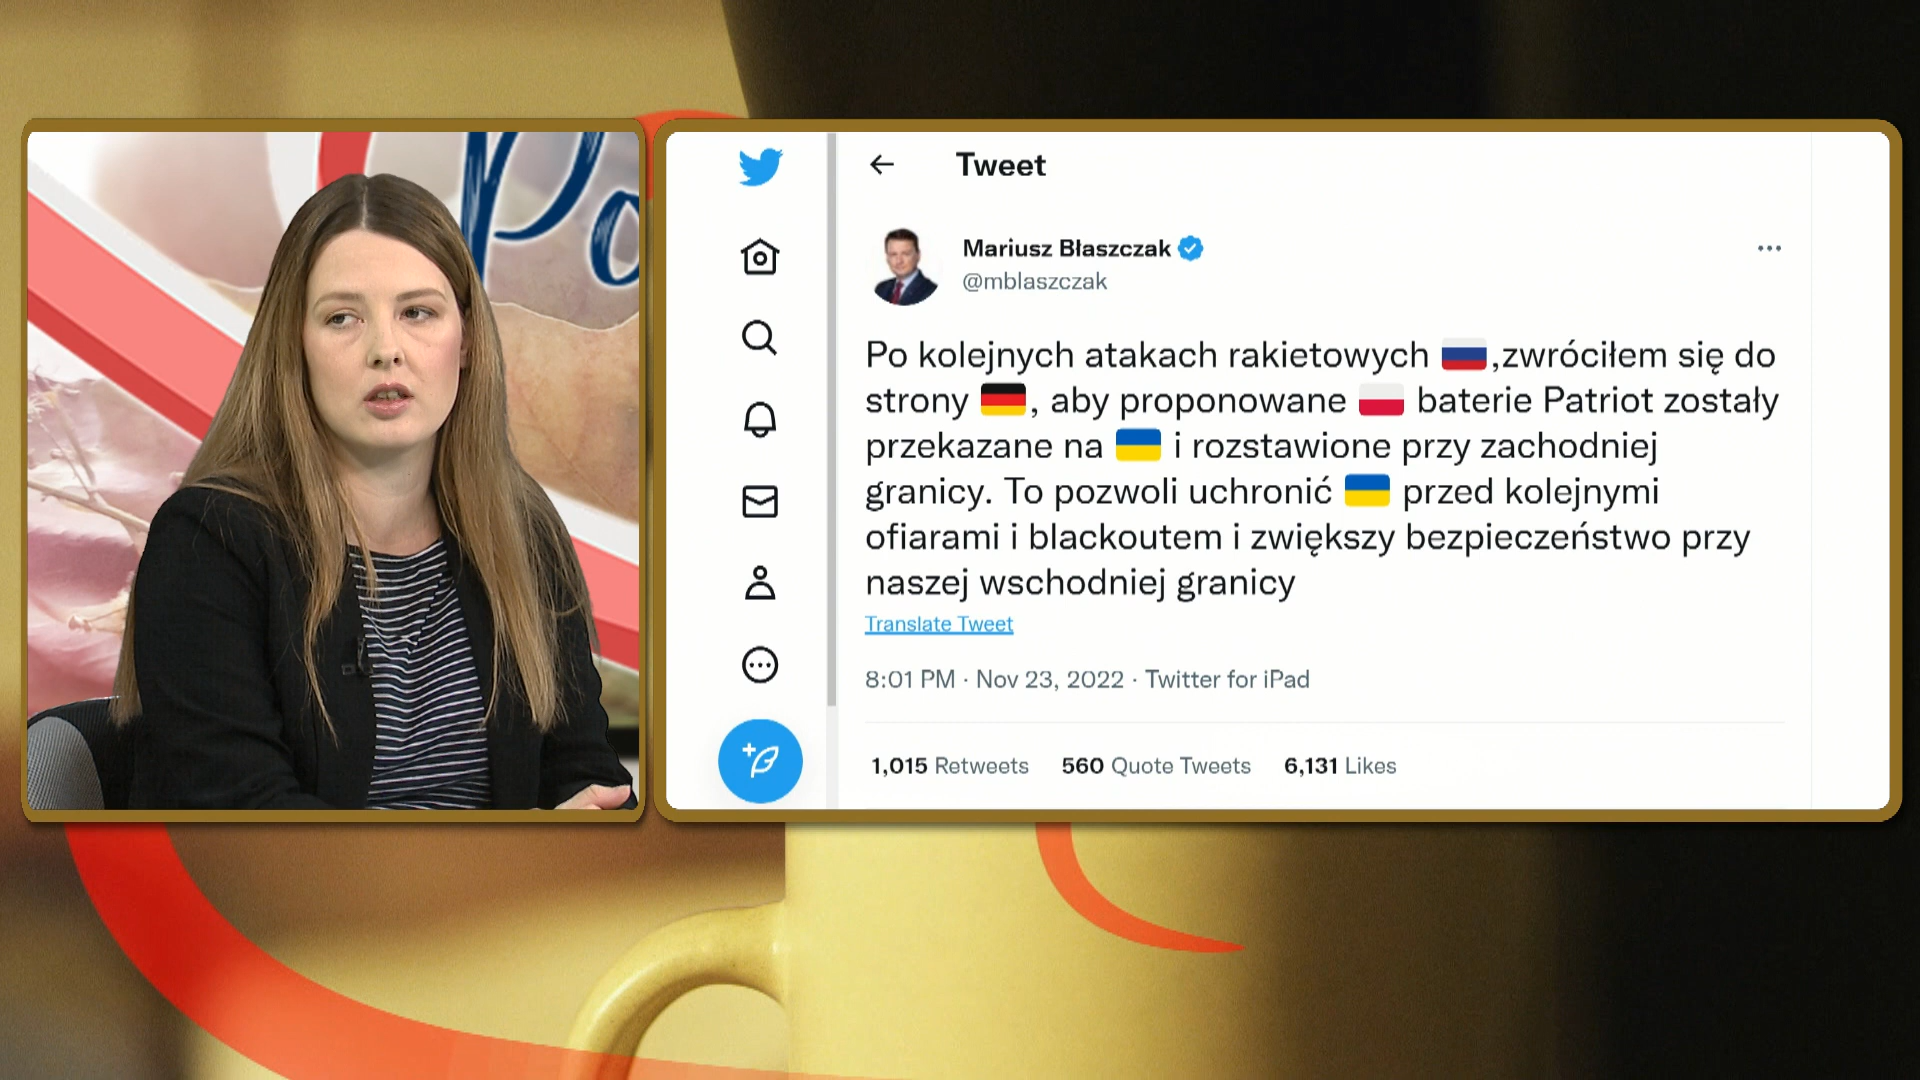 Po
Tweet
Mariusz Błaszczak
@mblaszczak
Po kolejnych atakach rakietowych 🇷🇺,zwróciłem się do
strony 🇩🇪, aby proponowane 🇵🇱 baterie Patriot zostały
przekazane na 🇺🇦 i rozstawione przy zachodniej
granicy. To pozwoli uchronić 🇺🇦 przed kolejnymi
ofiarami i blackoutem i zwiększy bezpieczeństwo przy
naszej wschodniej granicy
Translate Tweet
8:01 PM · Nov 23, 2022 · Twitter for iPad
1,015 Retweets 560 Quote Tweets 6,131 Likes